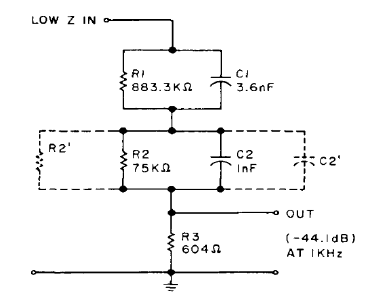 LOW Z IN
R1
883.3KΩ
C1
3.6nF
R2'
R2
75KΩ
C2
1nF
C2'
OUT
R3
604Ω
(-44.1dB)
AT 1KHz